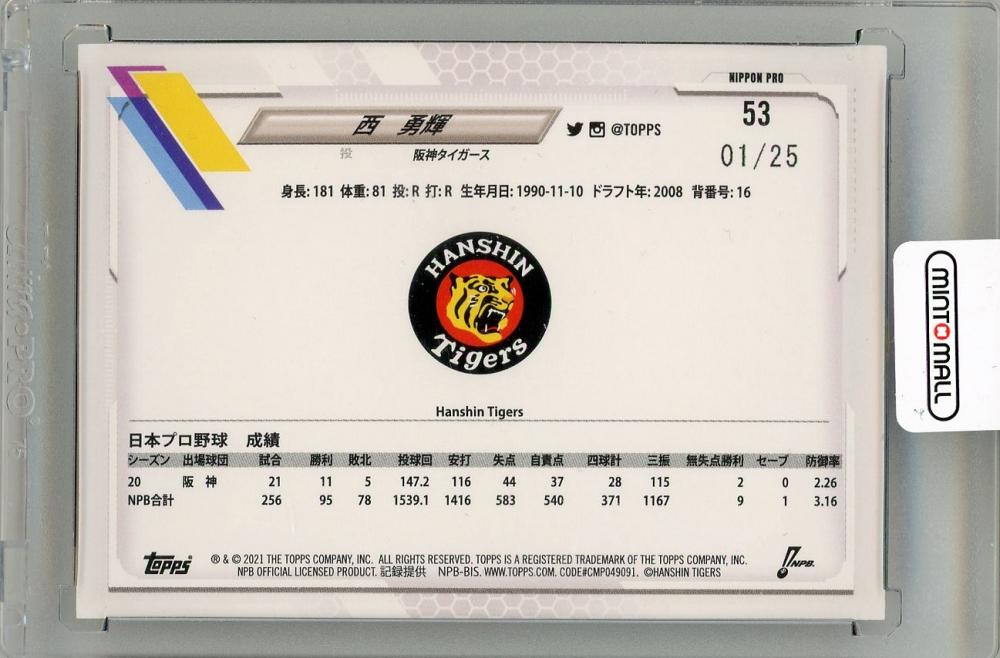 NIPPON PRO
53
01/25
西 勇輝
@TOPPS
投
阪神タイガース
身長: 181 体重: 81 投: R 打: R 生年月日: 1990-11-10 ドラフト年: 2008 背番号: 16
HANSHIN
Tigers
Hanshin Tigers
日本プロ野球 成績
シーズン 出場球団 試合 勝利 敗北 投球回 安打 失点 自責点 四球計 三振 無失点勝利 セーブ 防御率
20 阪 神 21 11 5 147.2 116 44 37 28 115 2 0 2.26
NPB合計 256 95 78 1539.1 1416 583 540 371 1167 9 1 3.16
Topps
® & © 2021 THE TOPPS COMPANY, INC. ALL RIGHTS RESERVED. TOPPS IS A REGISTERED TRADEMARK OF THE TOPPS COMPANY, INC.
NPB OFFICIAL LICENSED PRODUCT. 記録提供 NPB-BIS. WWW.TOPPS.COM. CODE#CMP049091. ©HANSHIN TIGERS
NPB.
MINTOMALL